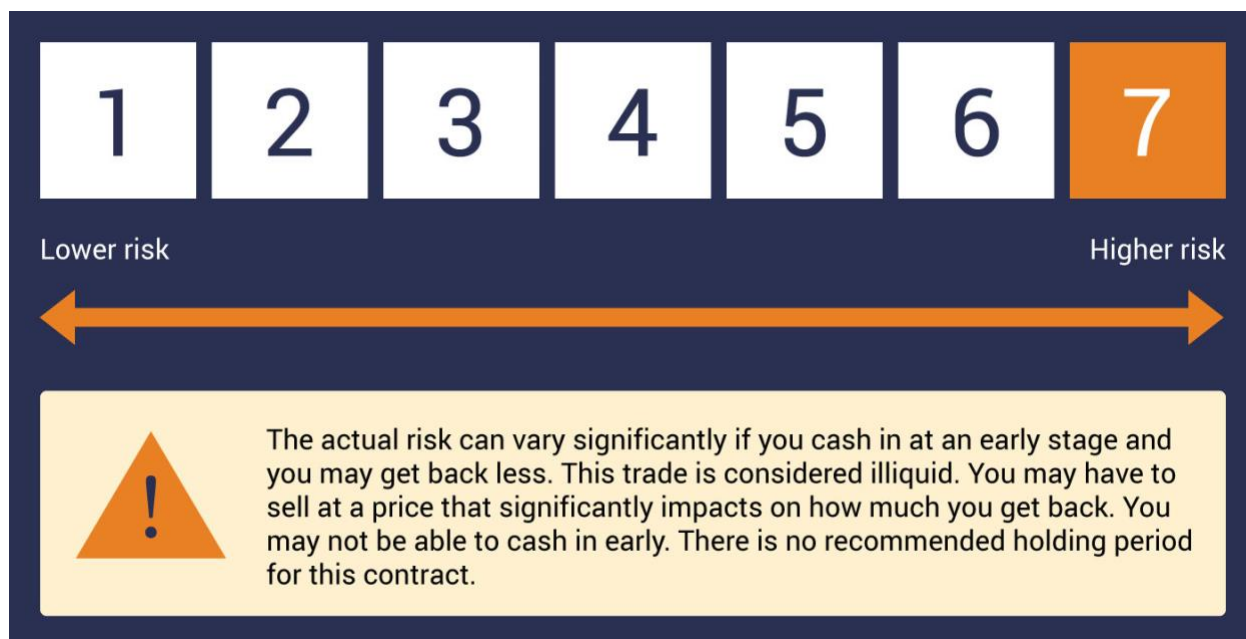 1 2 3 4 5 6 7
Lower risk Higher risk
!
The actual risk can vary significantly if you cash in at an early stage and
you may get back less. This trade is considered illiquid. You may have to
sell at a price that significantly impacts on how much you get back. You
may not be able to cash in early. There is no recommended holding period
for this contract.